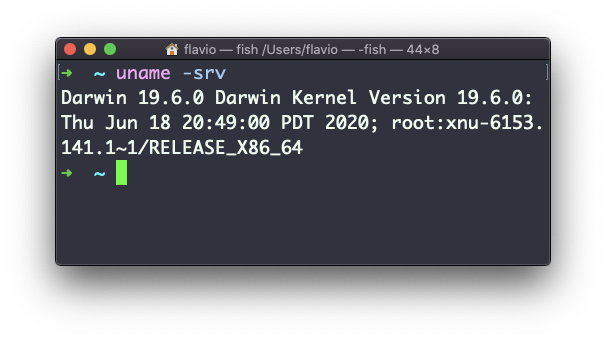 flavio — fish /Users/flavio — -fish — 44×8
➜ ~ uname -srv
Darwin 19.6.0 Darwin Kernel Version 19.6.0:
Thu Jun 18 20:49:00 PDT 2020; root:xnu-6153.
141.1~1/RELEASE_X86_64
➜ ~